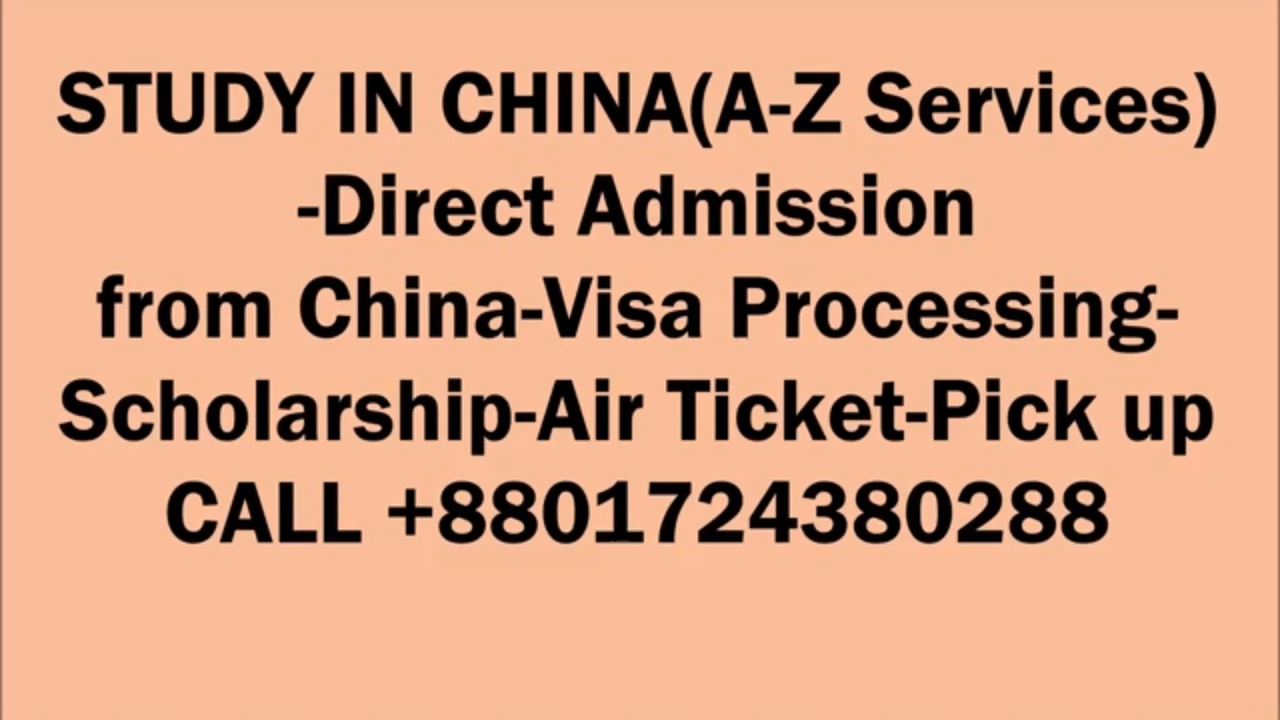 STUDY IN CHINA(A-Z Services)
-Direct Admission
from China-Visa Processing-
Scholarship-Air Ticket-Pick up
CALL +8801724380288